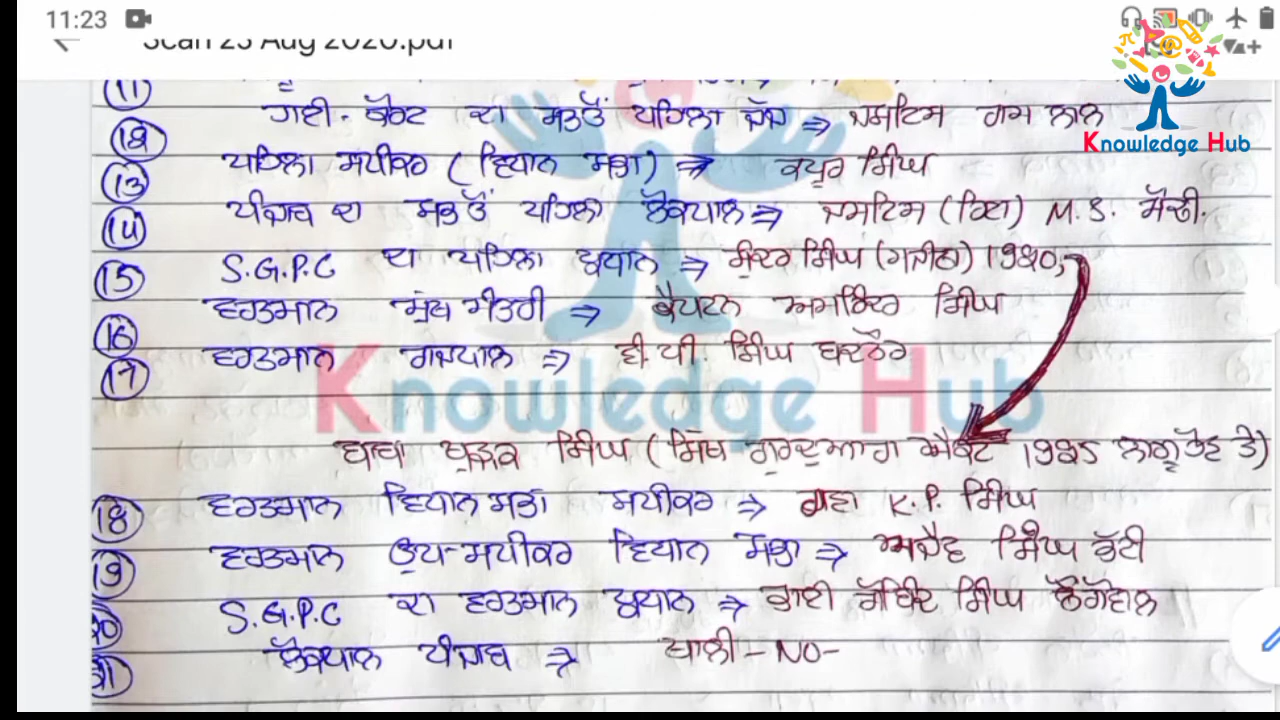 11:23
Scan 23 Aug 2020.pdf
Knowledge Hub
(11)
(12) ਹਾਈ. ਕੋਰਟ ਦਾ ਸਭਤੋਂ ਪਹਿਲਾ ਜੱਜ ⇒ ਜਸਟਿਸ ਰਾਮ ਲਾਲ
(13) ਪਹਿਲਾ ਸਪੀਕਰ (ਵਿਧਾਨ ਸਭਾ) ⇒ ਕਪੂਰ ਸਿੰਘ
(14) ਪੰਜਾਬ ਦਾ ਸਭ ਤੋਂ ਪਹਿਲਾ ਲੋਕਪਾਲ ⇒ ਜਸਟਿਸ (ਰਿਟਾ) M.S. ਸੋਢੀ.
(15) S.G.P.C ਦਾ ਪਹਿਲਾ ਪ੍ਰਧਾਨ ⇒ ਸੁੰਦਰ ਸਿੰਘ (ਮਜੀਠਾ) 1920,
(16) ਵਰਤਮਾਨ ਮੁੱਖ ਮੰਤਰੀ ⇒ ਕੈਪਟਨ ਅਮਰਿੰਦਰ ਸਿੰਘ
(17) ਵਰਤਮਾਨ ਰਾਜਪਾਲ ⇒ ਵੀ.ਪੀ. ਸਿੰਘ ਬਦਨੌਰ
Knowledge Hub
ਬਾਬਾ ਖੜਕ ਸਿੰਘ (ਸਿੱਖ ਗੁਰਦੁਆਰਾ ਐਕਟ 1925 ਲਾਗੂ ਹੋਣ ਤੇ)
(18) ਵਰਤਮਾਨ ਵਿਧਾਨ ਸਭਾ ਸਪੀਕਰ ⇒ ਰਾਣਾ K.P. ਸਿੰਘ
(19) ਵਰਤਮਾਨ ਉਪ-ਸਪੀਕਰ ਵਿਧਾਨ ਸਭਾ ⇒ ਅਜੈਬ ਸਿੰਘ ਭੱਟੀ
(20) S.G.P.C ਦਾ ਵਰਤਮਾਨ ਪ੍ਰਧਾਨ ⇒ ਭਾਈ ਗੋਬਿੰਦ ਸਿੰਘ ਲੌਂਗੋਵਾਲ
(21) ਲੋਕਪਾਲ ਪੰਜਾਬ ⇒ ਖਾਲੀ - NO -